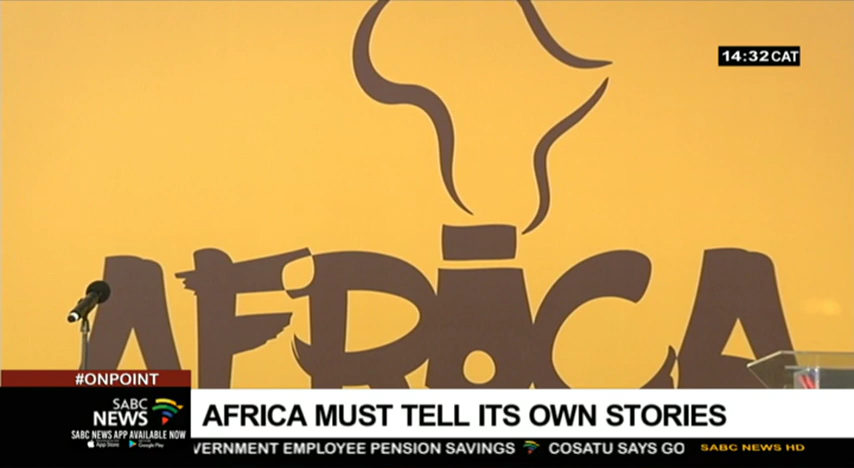 14:32 CAT
AFRICA
#ONPOINT
SABC
NEWS
SABC NEWS APP AVAILABLE NOW
App Store Google Play
AFRICA MUST TELL ITS OWN STORIES
VERNMENT EMPLOYEE PENSION SAVINGS COSATU SAYS GO
SABC NEWS HD